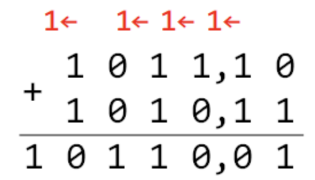 1← 1← 1← 1←
1 0 1 1,1 0
+
1 0 1 0,1 1
1 0 1 1 0,0 1